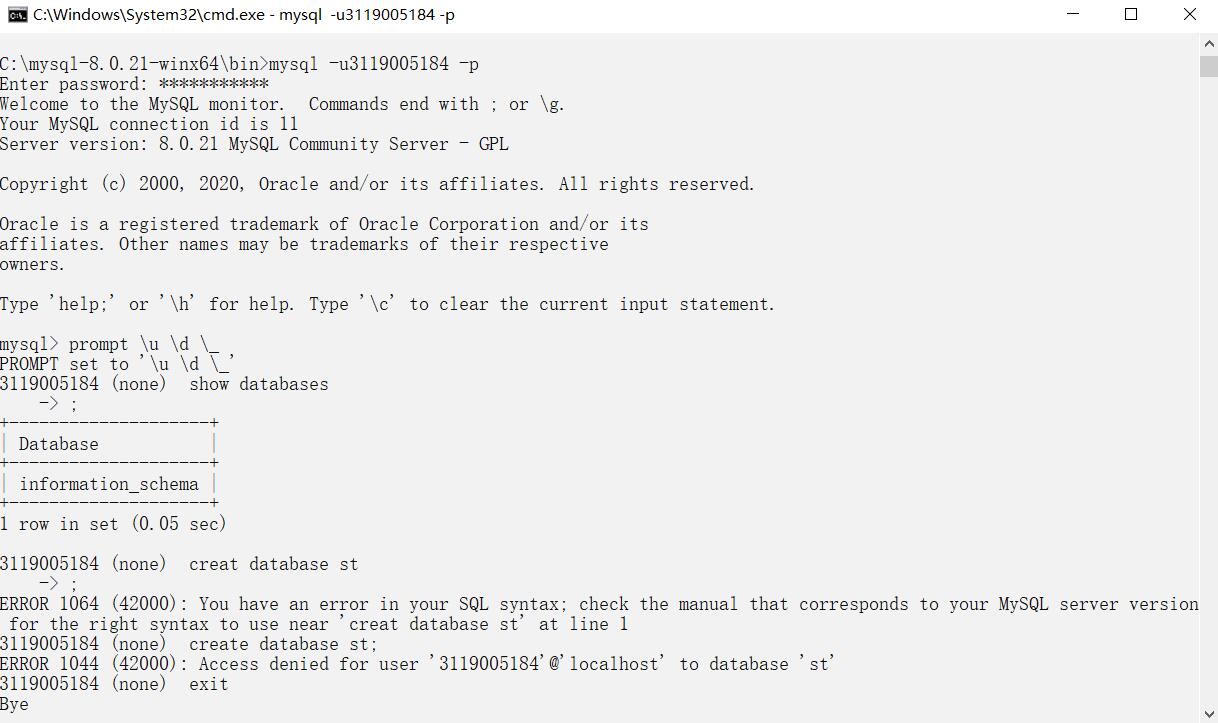 C:\Windows\System32\cmd.exe - mysql  -u3119005184 -p
C:\mysql-8.0.21-winx64\bin>mysql -u3119005184 -p
Enter password: ***********
Welcome to the MySQL monitor.  Commands end with ; or \g.
Your MySQL connection id is 11
Server version: 8.0.21 MySQL Community Server - GPL
Copyright (c) 2000, 2020, Oracle and/or its affiliates. All rights reserved.
Oracle is a registered trademark of Oracle Corporation and/or its
affiliates. Other names may be trademarks of their respective
owners.
Type 'help;' or '\h' for help. Type '\c' to clear the current input statement.
mysql> prompt \u \d \_
PROMPT set to '\u \d \_'
3119005184 (none)  show databases
    -> ;
+--------------------+
| Database           |
+--------------------+
| information_schema |
+--------------------+
1 row in set (0.05 sec)
3119005184 (none)  creat database st
    -> ;
ERROR 1064 (42000): You have an error in your SQL syntax; check the manual that corresponds to your MySQL server version
 for the right syntax to use near 'creat database st' at line 1
3119005184 (none)  create database st;
ERROR 1044 (42000): Access denied for user '3119005184'@'localhost' to database 'st'
3119005184 (none)  exit
Bye